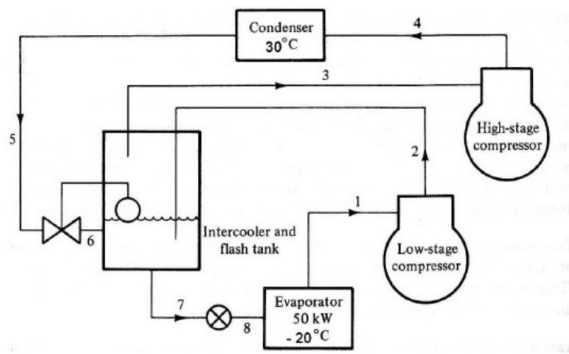 Condenser
30°C
4
3
High-stage
compressor
5
2
1
6
Intercooler and
flash tank
Low-stage
compressor
7
8
Evaporator
50 kW
- 20°C